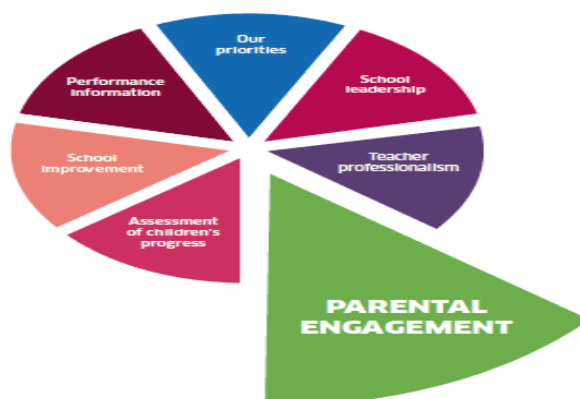 Our
priorities
School
leadership
Teacher
professionalism
PARENTAL
ENGAGEMENT
Assessment
of children's
progress
School
improvement
Performance
information